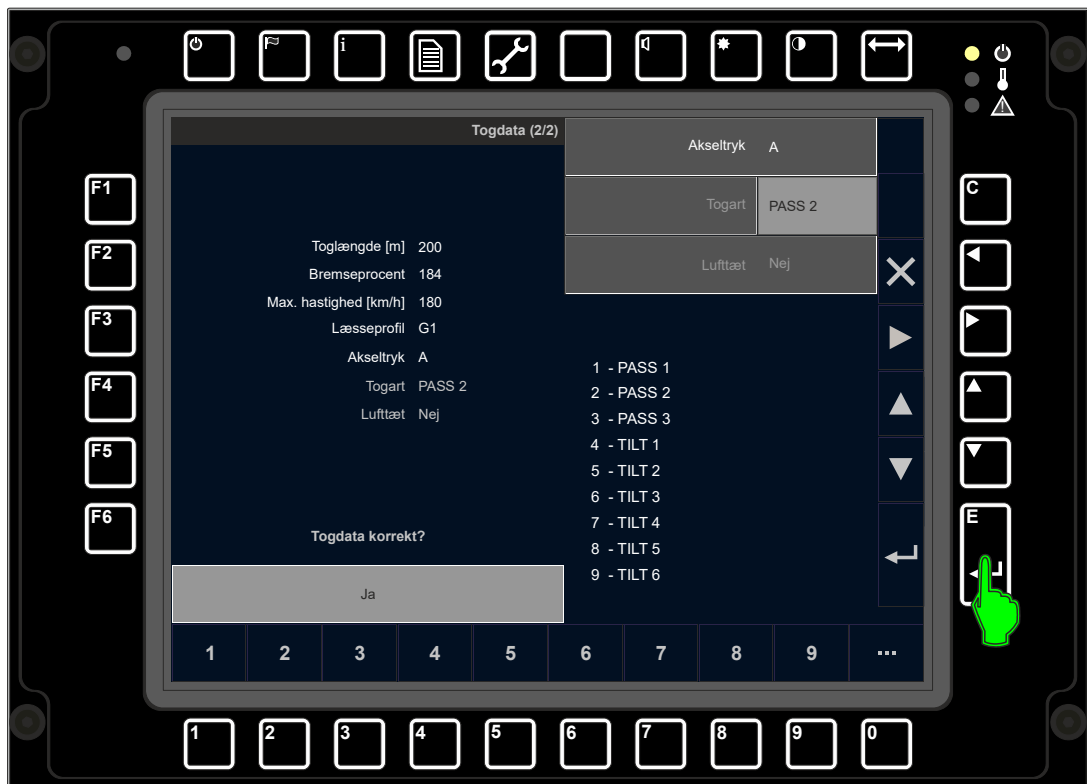 i
Togdata (2/2)
Akseltryk A
Togart PASS 2
Lufttæt Nej
Toglængde [m] 200
Bremseprocent 184
Max. hastighed [km/h] 180
Læsseprofil G1
Akseltryk A
Togart PASS 2
Lufttæt Nej
1 - PASS 1
2 - PASS 2
3 - PASS 3
4 - TILT 1
5 - TILT 2
6 - TILT 3
7 - TILT 4
8 - TILT 5
9 - TILT 6
Togdata korrekt?
Ja
1 2 3 4 5 6 7 8 9 ...
F1
F2
F3
F4
F5
F6
C
E
1 2 3 4 5 6 7 8 9 0